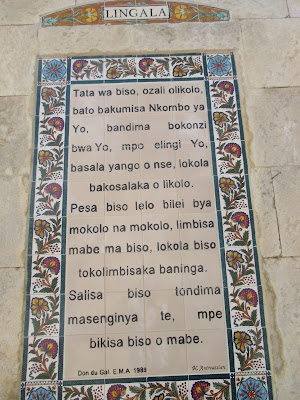 LINGALA
Tata wa biso, ozali olikolo,
bato bakumisa Nkombo ya
Yo, bandima bokonzi
bwa Yo, mpo elingi Yo,
basala yango o nse, lokola
bakosalaka o likolo.
Pesa biso lelo bilei bya
mokolo na mokolo, limbisa
mabe ma biso, lokola biso
tokolimbisaka baninga.
Salisa biso tondima
masenginya te, mpe
bikisa biso o mabe.
Don du Gal. E.M.A. 1988